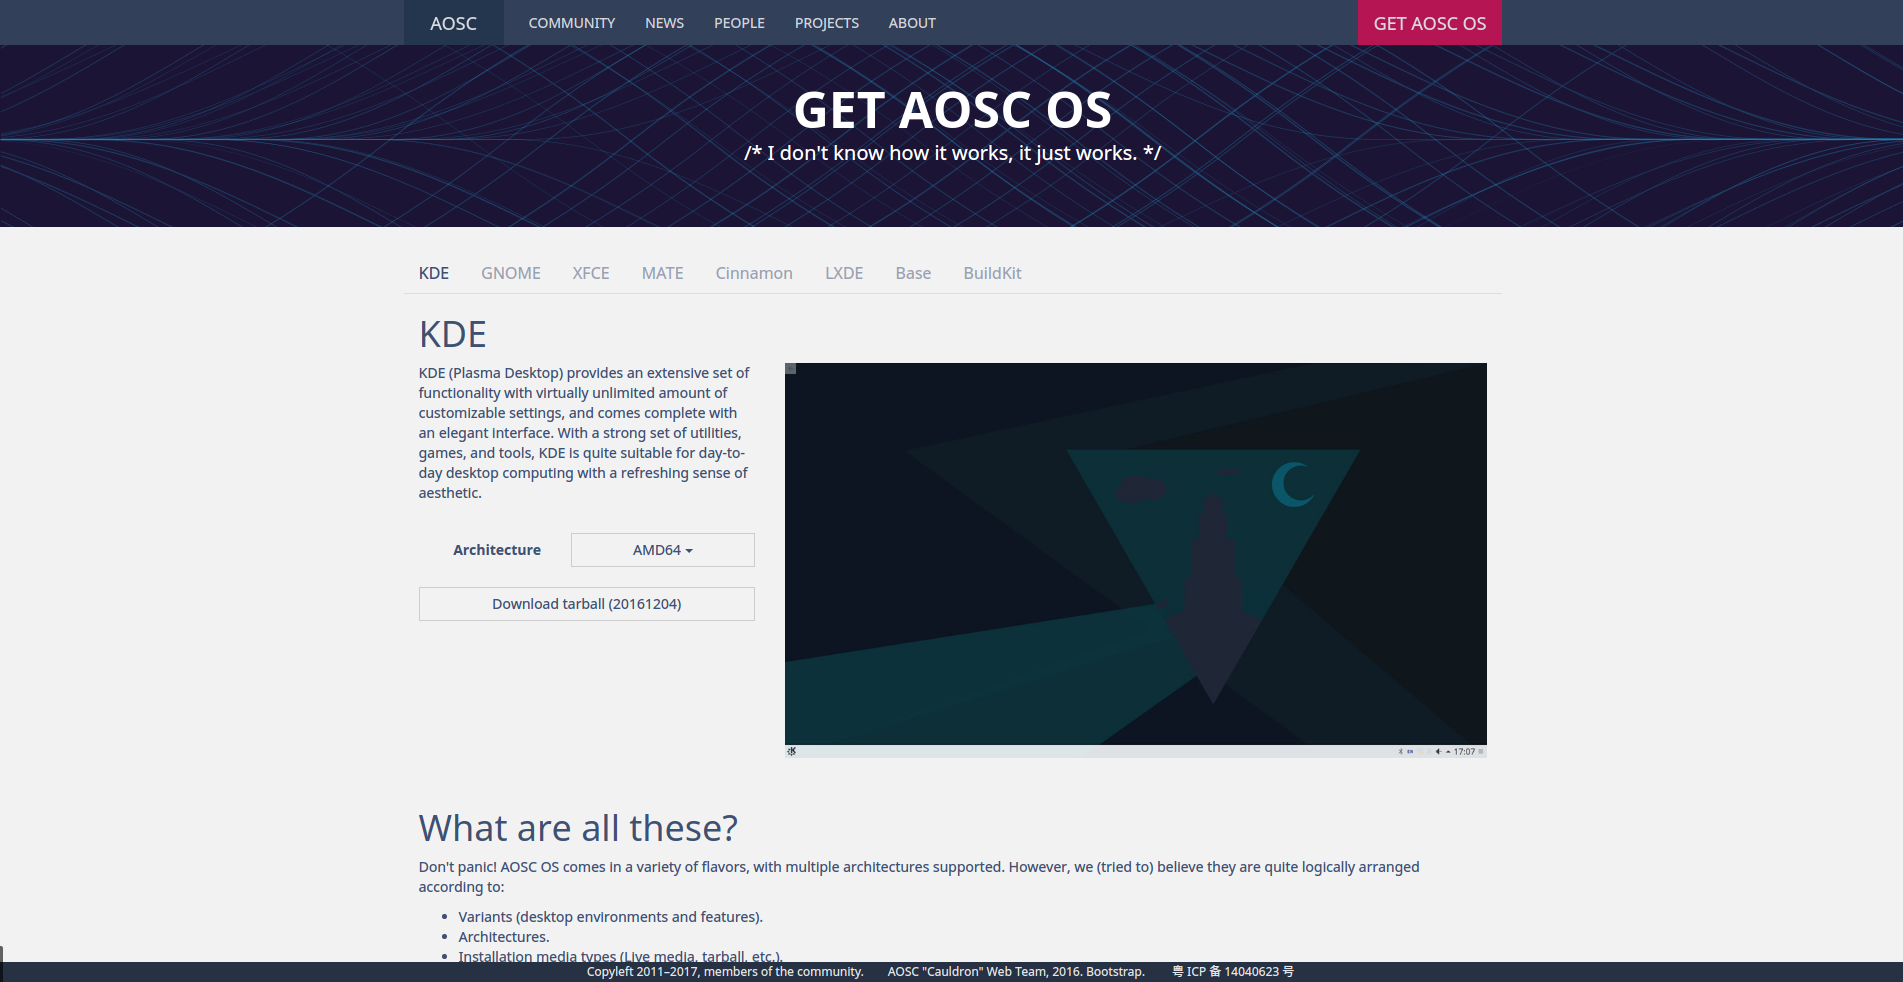 AOSC COMMUNITY NEWS PEOPLE PROJECTS ABOUT GET AOSC OS
GET AOSC OS
/* I don't know how it works, it just works. */
KDE GNOME XFCE MATE Cinnamon LXDE Base BuildKit
KDE
KDE (Plasma Desktop) provides an extensive set of
functionality with virtually unlimited amount of
customizable settings, and comes complete with
an elegant interface. With a strong set of utilities,
games, and tools, KDE is quite suitable for day-to-
day desktop computing with a refreshing sense of
aesthetic.
Architecture AMD64
Download tarball (20161204)
17:07
What are all these?
Don't panic! AOSC OS comes in a variety of flavors, with multiple architectures supported. However, we (tried to) believe they are quite logically arranged
according to:
Variants (desktop environments and features).
Architectures.
Installation media types (Live media, tarball, etc.).
Copyleft 2011–2017, members of the community. AOSC "Cauldron" Web Team, 2016. Bootstrap. 粤 ICP 备 14040623 号